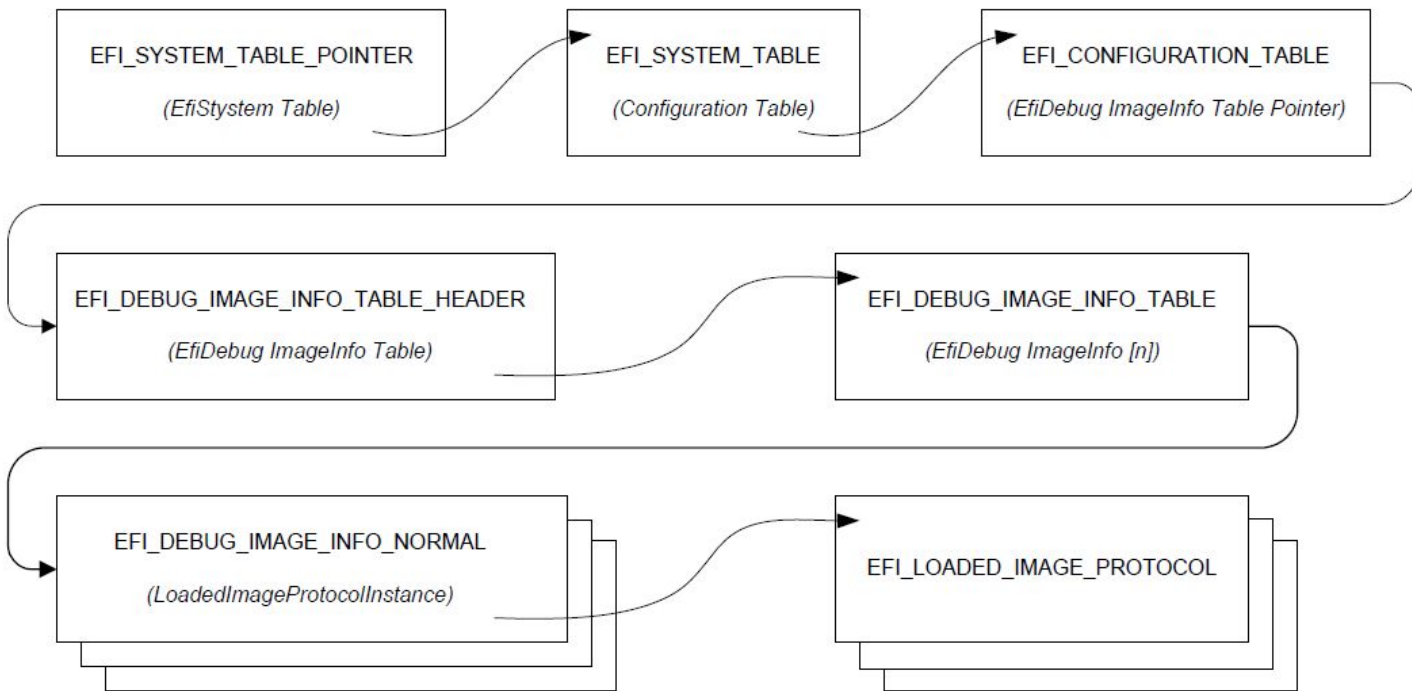 EFI_SYSTEM_TABLE_POINTER
(EfiStystem Table)
EFI_SYSTEM_TABLE
(Configuration Table)
EFI_CONFIGURATION_TABLE
(EfiDebug ImageInfo Table Pointer)
EFI_DEBUG_IMAGE_INFO_TABLE_HEADER
(EfiDebug ImageInfo Table)
EFI_DEBUG_IMAGE_INFO_TABLE
(EfiDebug ImageInfo [n])
EFI_DEBUG_IMAGE_INFO_NORMAL
(LoadedImageProtocolInstance)
EFI_LOADED_IMAGE_PROTOCOL